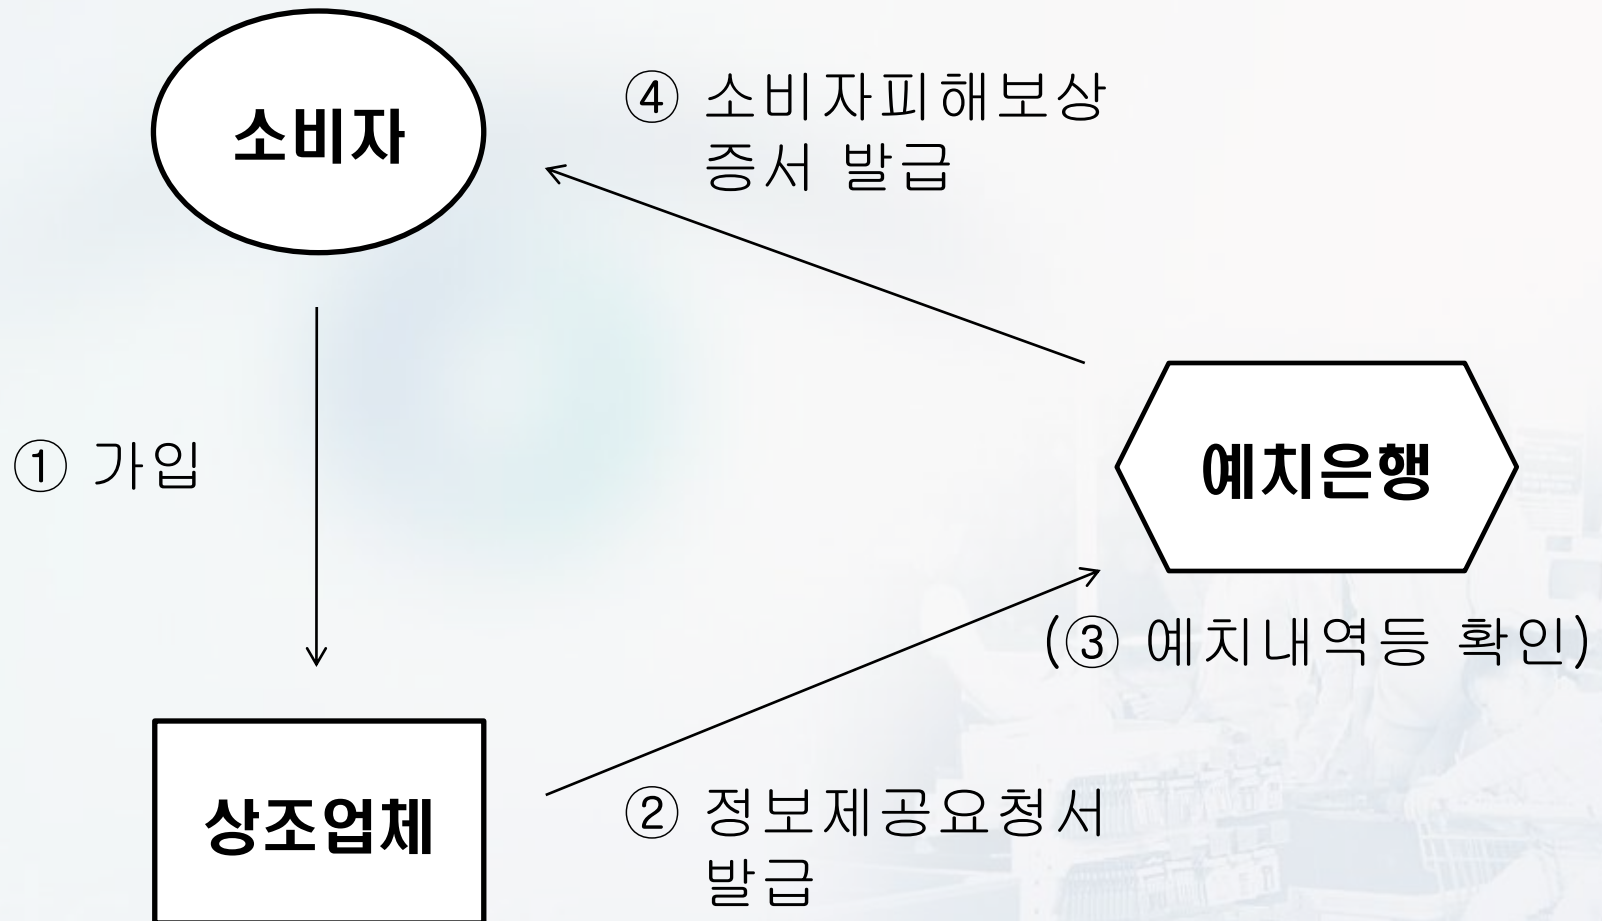 소비자
④ 소비자피해보상
증서 발급
① 가입
예치은행
(③ 예치내역등 확인)
상조업체
② 정보제공요청서
발급